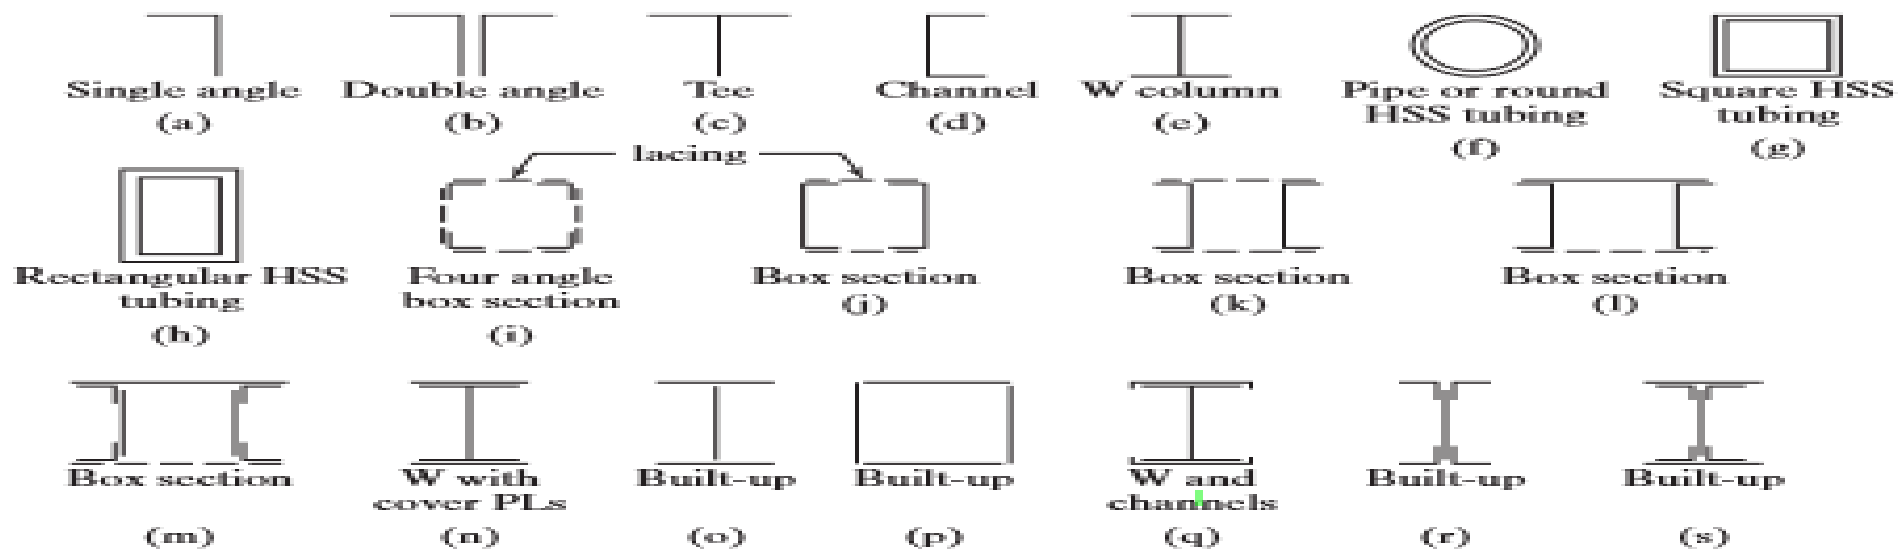 Single angle
(a)
Double angle
(b)
Tee
(c)
Channel
(d)
W column
(e)
Pipe or round
HSS tubing
(f)
Square HSS
tubing
(g)
lacing
Rectangular HSS
tubing
(h)
Four angle
box section
(i)
Box section
(j)
Box section
(k)
Box section
(l)
Box section
(m)
W with
cover PLs
(n)
Built-up
(o)
Built-up
(p)
W and
channels
(q)
Built-up
(r)
Built-up
(s)